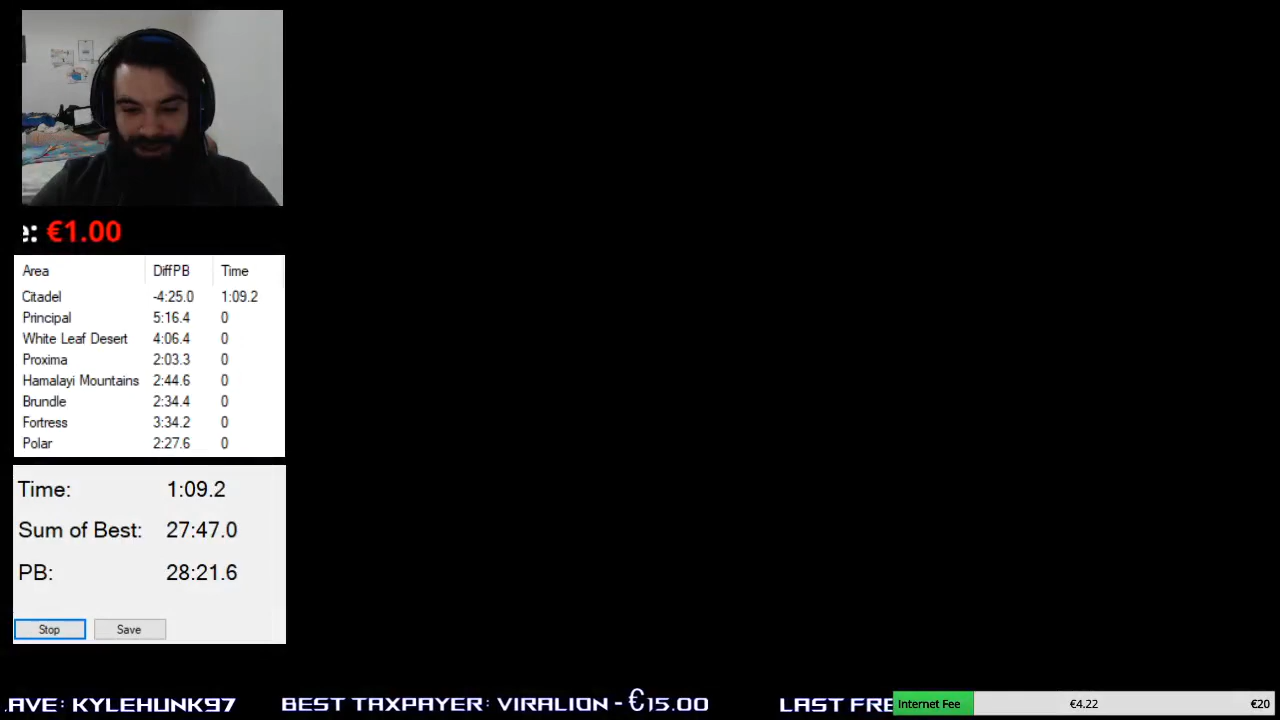 e: €1.00
Area DiffPB Time
Citadel -4:25.0 1:09.2
Principal 5:16.4 0
White Leaf Desert 4:06.4 0
Proxima 2:03.3 0
Hamalayi Mountains 2:44.6 0
Brundle 2:34.4 0
Fortress 3:34.2 0
Polar 2:27.6 0
Time: 1:09.2
Sum of Best: 27:47.0
PB: 28:21.6
Stop Save
AVE: KYLEHUNK97 BEST TAXPAYER: VIRALION - €15.00 LAST FRE Internet Fee €4.22 €20